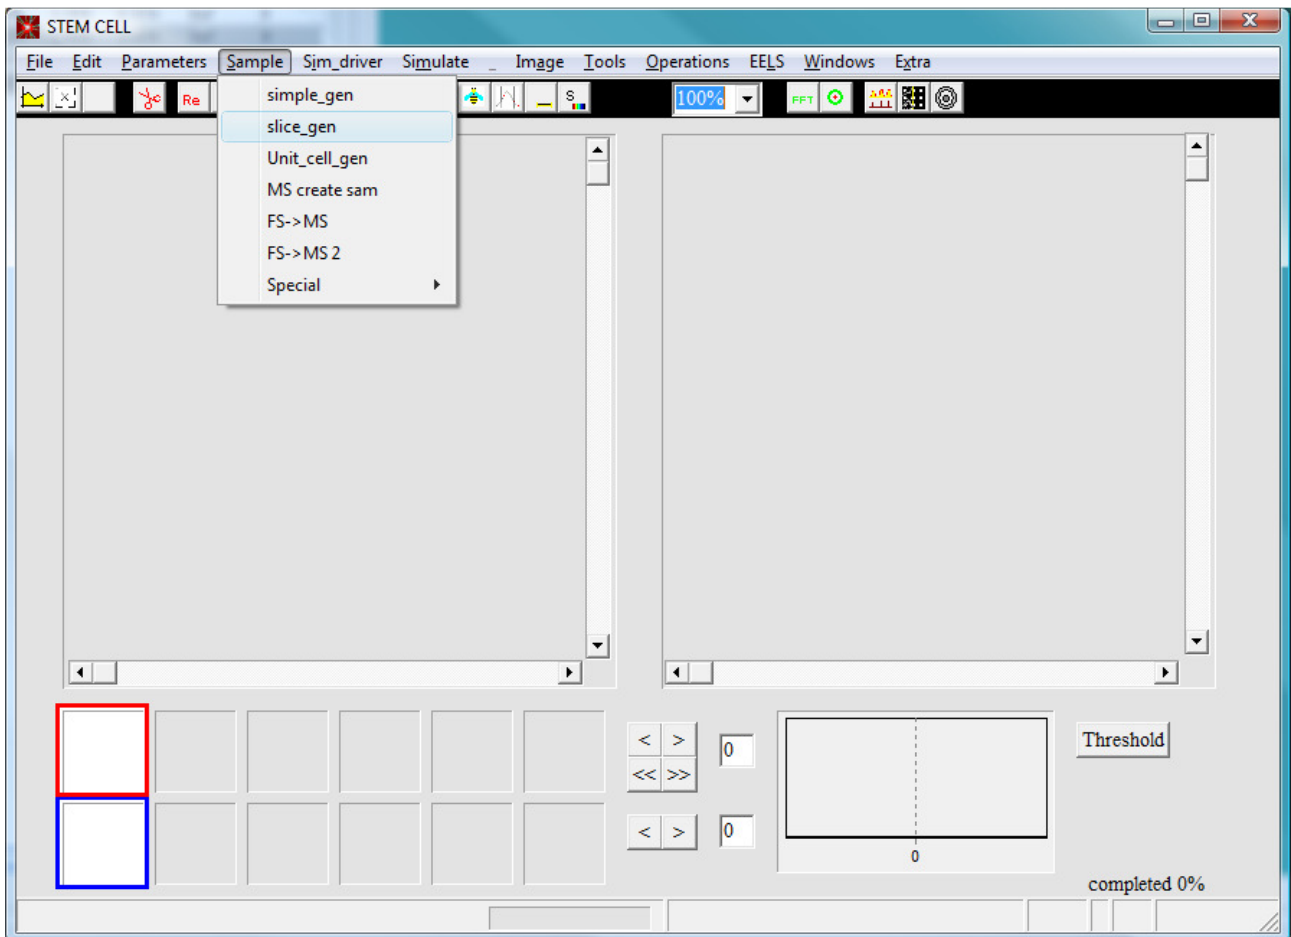 STEM CELL
File Edit Parameters Sample Sim_driver Simulate _ Image Tools Operations EELS Windows Extra
Re S 100% FFT
simple_gen
slice_gen
Unit_cell_gen
MS create sam
FS->MS
FS->MS 2
Special
< > 0
<< >>
Threshold
< > 0
0
completed 0%